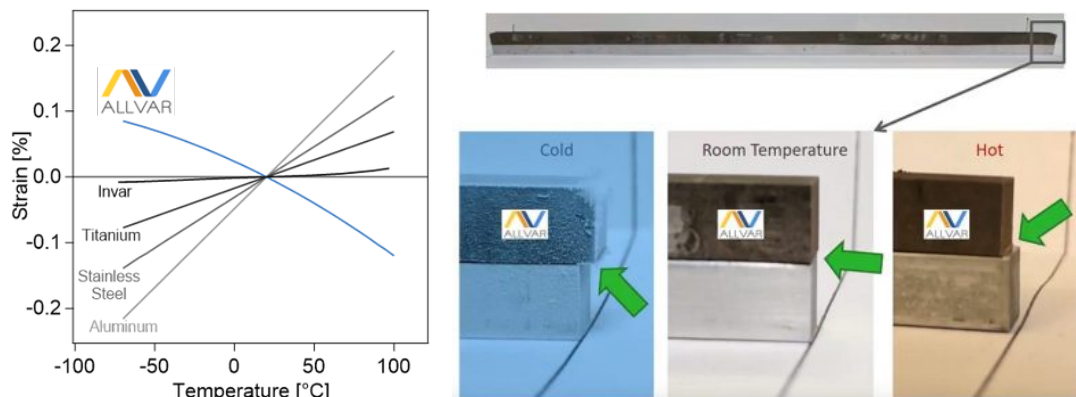 0.2
0.1
0.0
-0.1
-0.2
Strain [%]
ALLVAR
Invar
Titanium
Stainless
Steel
Aluminum
-100
-50
0
50
100
Temperature [°C]
Cold
ALLVAR
Room Temperature
ALLVAR
Hot
ALLVAR